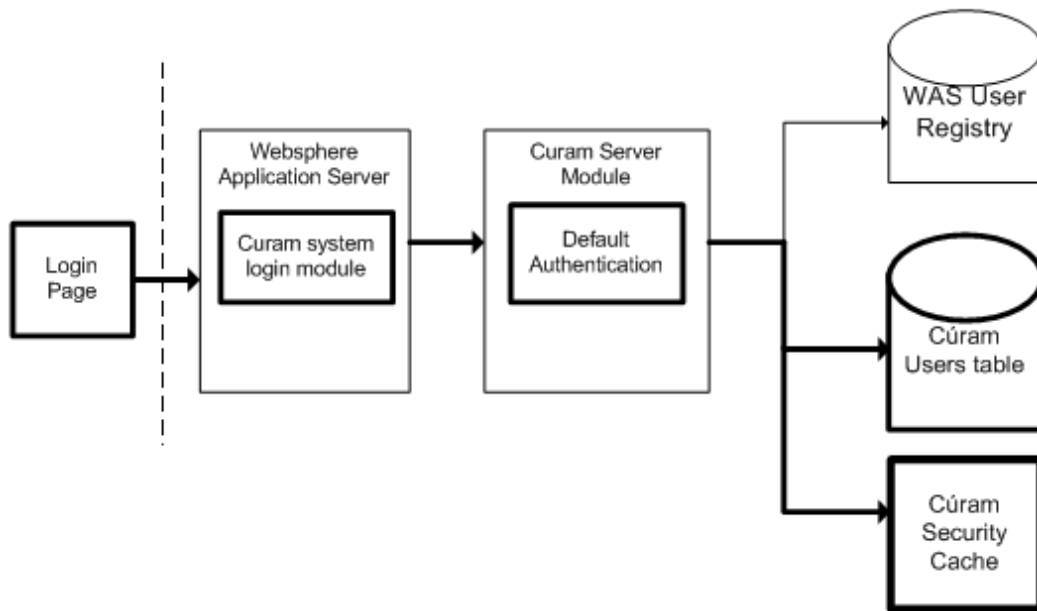 Login
Page
Websphere
Application Server
Curam system
login module
Curam Server
Module
Default
Authentication
WAS User
Registry
Cúram
Users table
Cúram
Security
Cache